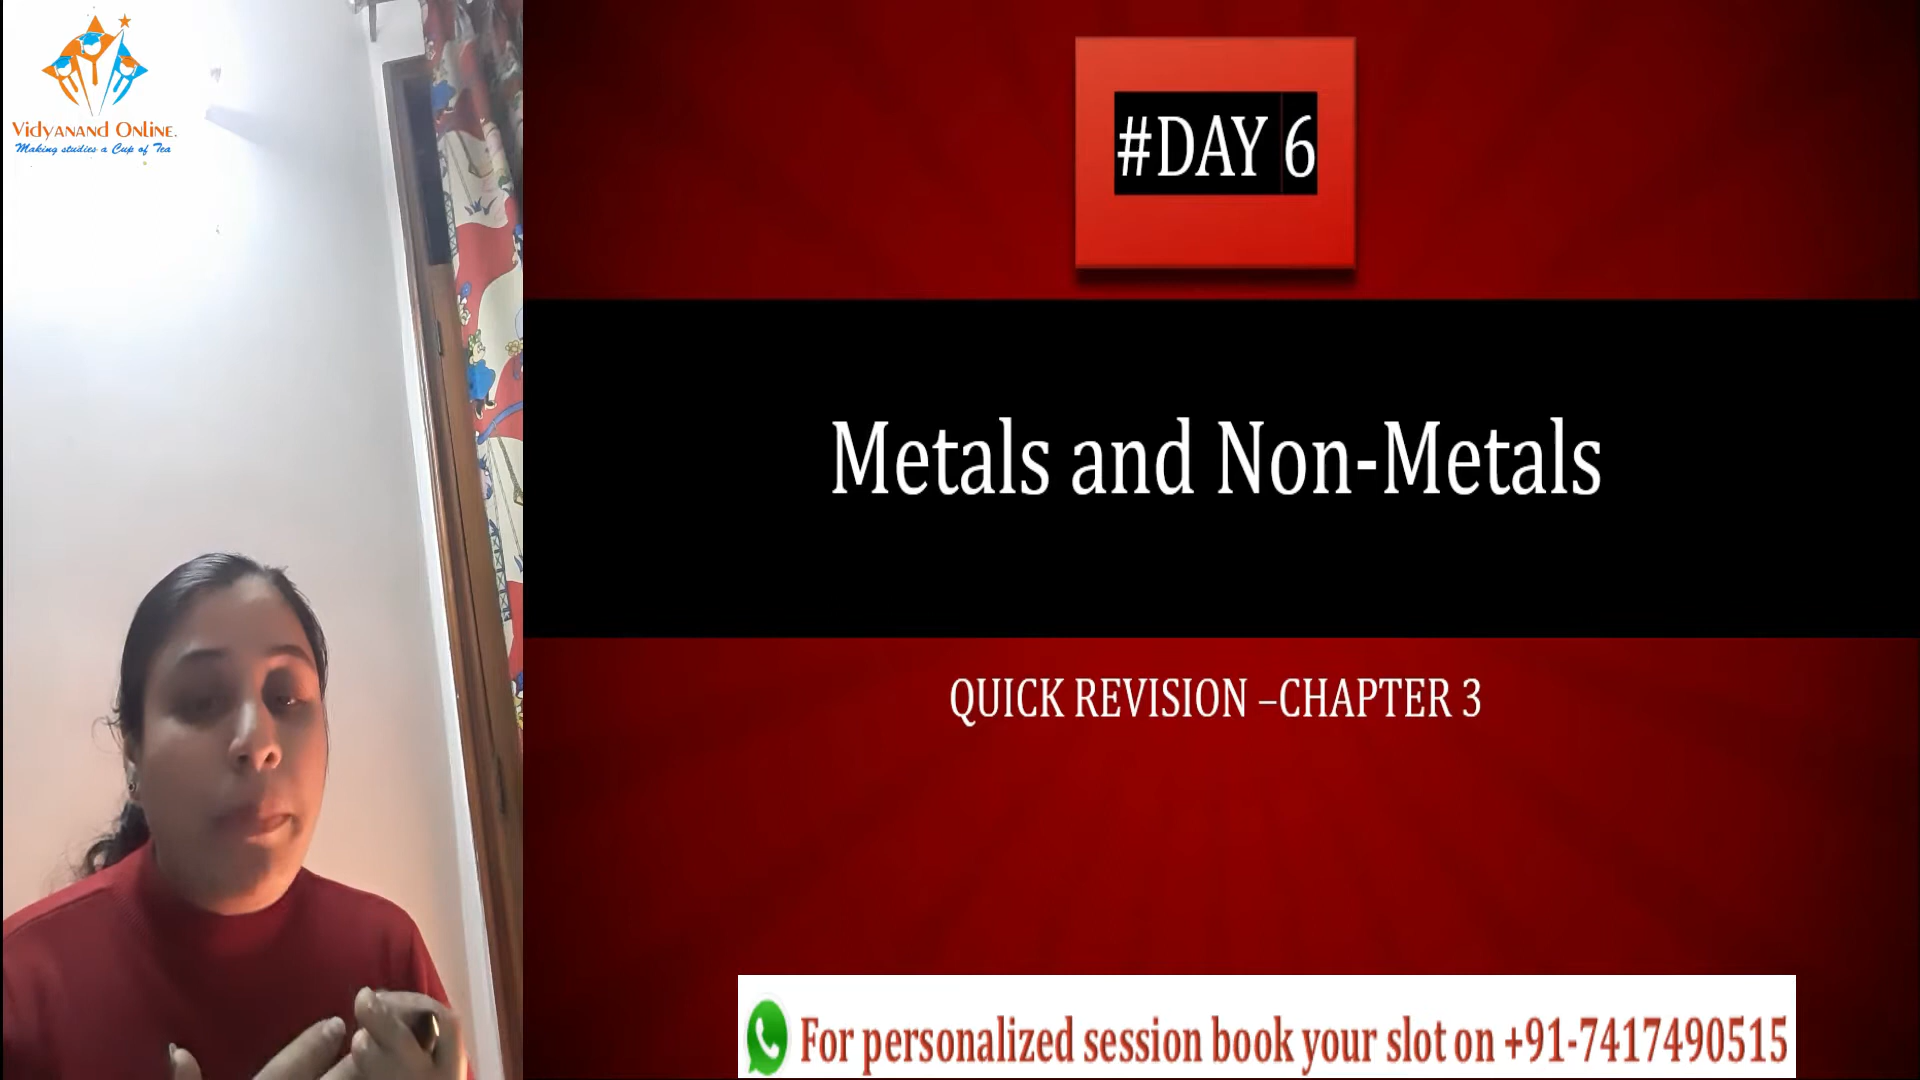 Vidyanand Online.
Making studies a Cup of Tea
#DAY 6
Metals and Non-Metals
QUICK REVISION –CHAPTER 3
For personalized session book your slot on +91-7417490515